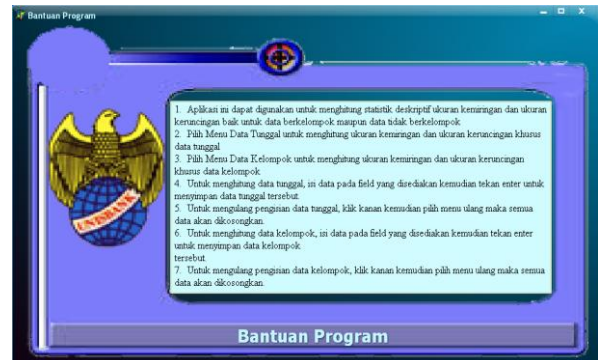 Bantuan Program
1. Aplikasi ini dapat digunakan untuk menghitung statistik deskriptif ukuran kemiringan dan ukuran
keruncingan baik untuk data berkelompok maupun data tidak berkelompok
2. Pilih Menu Data Tunggal untuk menghitung ukuran kemiringan dan ukuran keruncingan khusus
data tunggal
3. Pilih Menu Data Kelompok untuk menghitung ukuran kemiringan dan ukuran keruncingan
khusus data kelompok
4. Untuk menghitung data tunggal, isi data pada field yang disediakan kemudian tekan enter untuk
menyimpan data tunggal tersebut
5. Untuk mengulang pengisian data tunggal, klik kanan kemudian pilih menu ulang maka semua
data akan dikosongkan
6. Untuk menghitung data kelompok, isi data pada field yang disediakan kemudian tekan enter
untuk menyimpan data kelompok
tersebut
7. Untuk mengulang pengisian data kelompok, klik kanan kemudian pilih menu ulang maka semua
data akan dikosongkan
UNISBANK
Bantuan Program